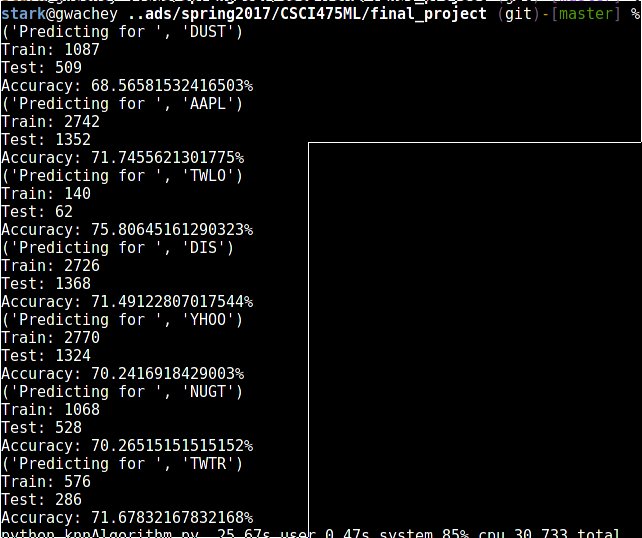 stark@gwachey ..ads/spring2017/CSCI475ML/final_project (git)-[master] %
('Predicting for ', 'DUST')
Train: 1087
Test: 509
Accuracy: 68.56581532416503%
('Predicting for ', 'AAPL')
Train: 2742
Test: 1352
Accuracy: 71.7455621301775%
('Predicting for ', 'TWLO')
Train: 140
Test: 62
Accuracy: 75.80645161290323%
('Predicting for ', 'DIS')
Train: 2726
Test: 1368
Accuracy: 71.49122807017544%
('Predicting for ', 'YHOO')
Train: 2770
Test: 1324
Accuracy: 70.2416918429003%
('Predicting for ', 'NUGT')
Train: 1068
Test: 528
Accuracy: 70.26515151515152%
('Predicting for ', 'TWTR')
Train: 576
Test: 286
Accuracy: 71.67832167832168%
python knnAlgorithm.py  25.67s user 0.47s system 85% cpu 30.733 total